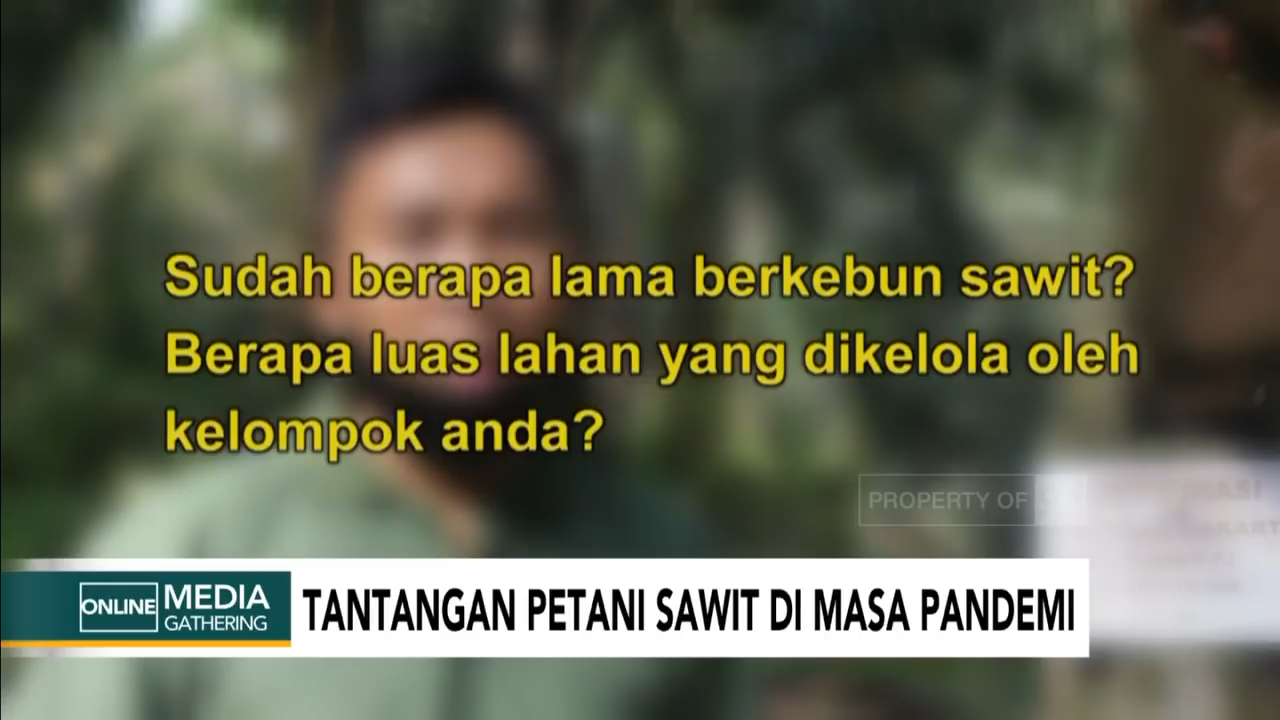 Sudah berapa lama berkebun sawit?
Berapa luas lahan yang dikelola oleh
kelompok anda?
PROPERTY OF
ONLINE MEDIA GATHERING
TANTANGAN PETANI SAWIT DI MASA PANDEMI